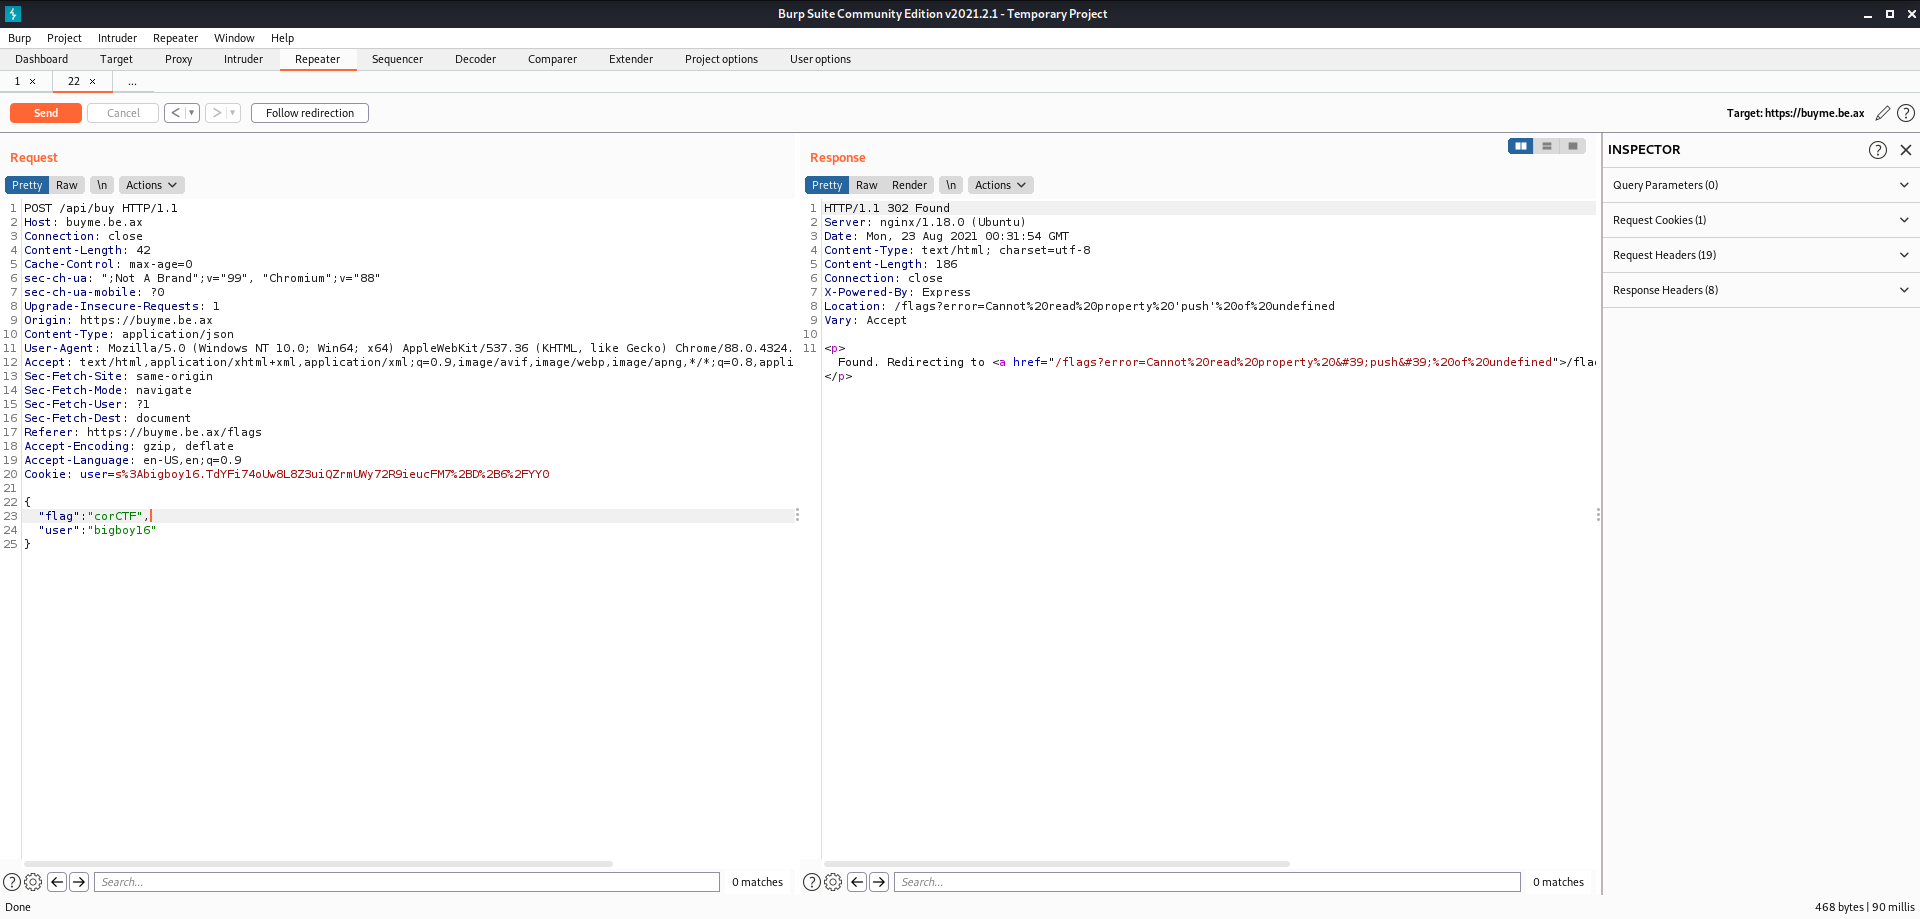 Burp Suite Community Edition v2021.2.1 - Temporary Project
Burp Project Intruder Repeater Window Help
Dashboard Target Proxy Intruder Repeater Sequencer Decoder Comparer Extender Project options User options
1 × 22 × ...
Send Cancel < ▾ > ▾ Follow redirection Target: https://buyme.be.ax ?
Request
Pretty Raw \n Actions
1 POST /api/buy HTTP/1.1
2 Host: buyme.be.ax
3 Connection: close
4 Content-Length: 42
5 Cache-Control: max-age=0
6 sec-ch-ua: ";Not A Brand";v="99", "Chromium";v="88"
7 sec-ch-ua-mobile: ?0
8 Upgrade-Insecure-Requests: 1
9 Origin: https://buyme.be.ax
10 Content-Type: application/json
11 User-Agent: Mozilla/5.0 (Windows NT 10.0; Win64; x64) AppleWebKit/537.36 (KHTML, like Gecko) Chrome/88.0.4324.
12 Accept: text/html,application/xhtml+xml,application/xml;q=0.9,image/avif,image/webp,image/apng,*/*;q=0.8,appli
13 Sec-Fetch-Site: same-origin
14 Sec-Fetch-Mode: navigate
15 Sec-Fetch-User: ?1
16 Sec-Fetch-Dest: document
17 Referer: https://buyme.be.ax/flags
18 Accept-Encoding: gzip, deflate
19 Accept-Language: en-US,en;q=0.9
20 Cookie: user=s%3Abigboy16.TdYFi74oUw8L8Z3uiQZrmUWy72R9ieucFM7%2BD%2B6%2FYY0
21
22 {
23 "flag":"corCTF",
24 "user":"bigboy16"
25 }
? Search... 0 matches
Response
Pretty Raw Render \n Actions
1 HTTP/1.1 302 Found
2 Server: nginx/1.18.0 (Ubuntu)
3 Date: Mon, 23 Aug 2021 00:31:54 GMT
4 Content-Type: text/html; charset=utf-8
5 Content-Length: 186
6 Connection: close
7 X-Powered-By: Express
8 Location: /flags?error=Cannot%20read%20property%20'push'%20of%20undefined
9 Vary: Accept
10
11 <p>
Found. Redirecting to <a href="/flags?error=Cannot%20read%20property%20&#39;push&#39;%20of%20undefined">/fla
</p>
? Search... 0 matches
INSPECTOR ?
Query Parameters (0)
Request Cookies (1)
Request Headers (19)
Response Headers (8)
Done 468 bytes | 90 millis